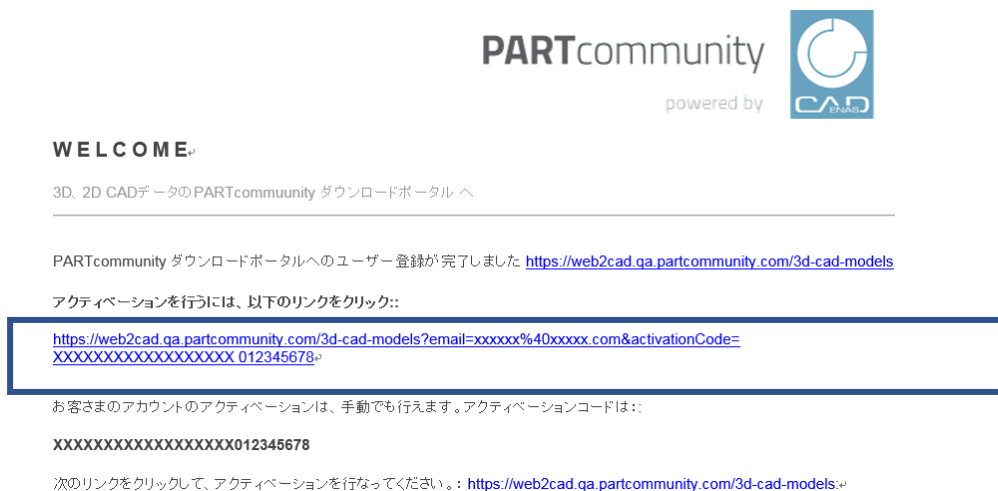 PARTcommunity
powered by
CADENAS
WELCOME
3D、2D CADデータのPARTcommuunity ダウンロードポータル へ
PARTcommunity ダウンロードポータルへのユーザー登録が完了しました https://web2cad.qa.partcommunity.com/3d-cad-models
アクティベーションを行うには、以下のリンクをクリック::
https://web2cad.qa.partcommunity.com/3d-cad-models?email=xxxxxx%40xxxxx.com&activationCode=
XXXXXXXXXXXXXXXXXX 012345678
お客さまのアカウントのアクティベーションは、手動でも行えます。アクティベーションコードは::
XXXXXXXXXXXXXXXXXX012345678
次のリンクをクリックして、アクティベーションを行なってください。: https://web2cad.qa.partcommunity.com/3d-cad-models: